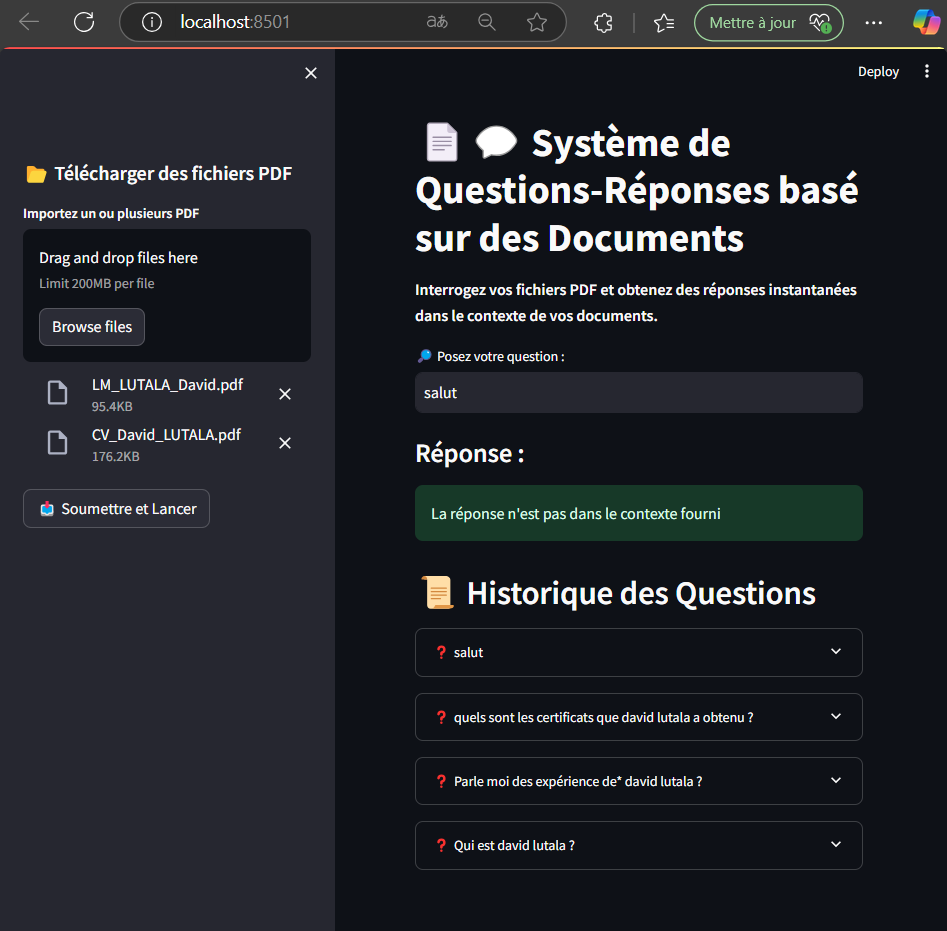 localhost:8501
aあ
Mettre à jour
Deploy
📂 Télécharger des fichiers PDF
Importez un ou plusieurs PDF
Drag and drop files here
Limit 200MB per file
Browse files
LM_LUTALA_David.pdf
95.4KB
CV_David_LUTALA.pdf
176.2KB
📩 Soumettre et Lancer
📄 💬 Système de
Questions-Réponses basé
sur des Documents
Interrogez vos fichiers PDF et obtenez des réponses instantanées
dans le contexte de vos documents.
🔎 Posez votre question :
salut
Réponse :
La réponse n'est pas dans le contexte fourni
📜 Historique des Questions
❓ salut
❓ quels sont les certificats que david lutala a obtenu ?
❓ Parle moi des expérience de* david lutala ?
❓ Qui est david lutala ?